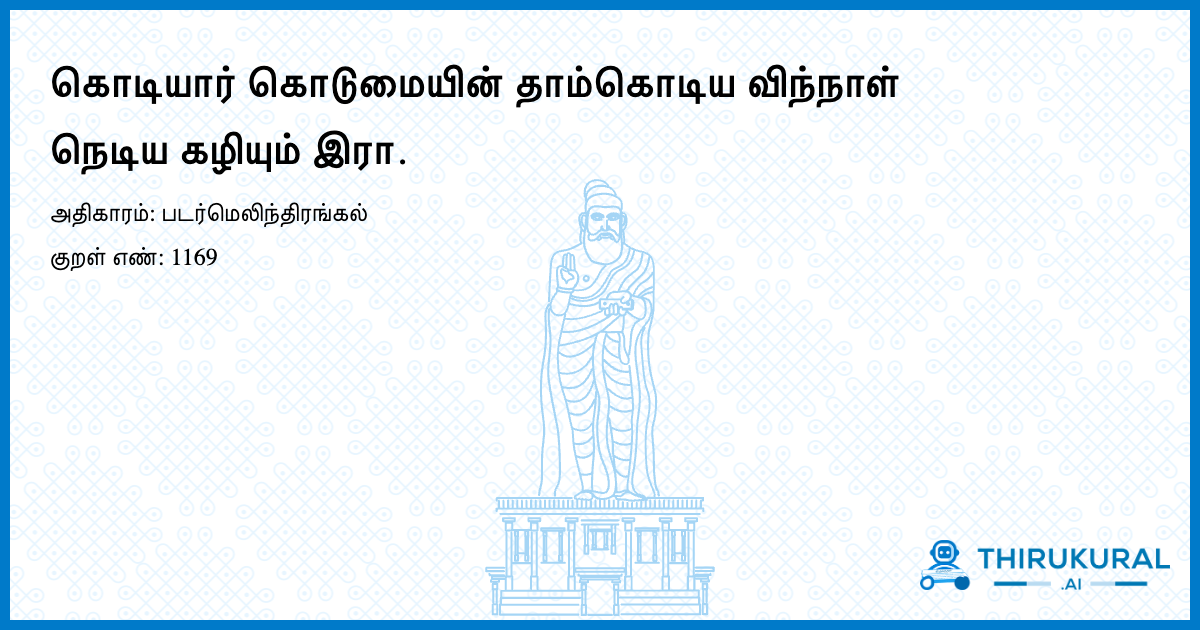 கொடியார் கொடுமையின் தாம்கொடிய விந்நாள்
நெடிய கழியும் இரா.
அதிகாரம்: படர்மெலிந்திரங்கல்
குறள் எண்: 1169
THIRUKURAL
.AI